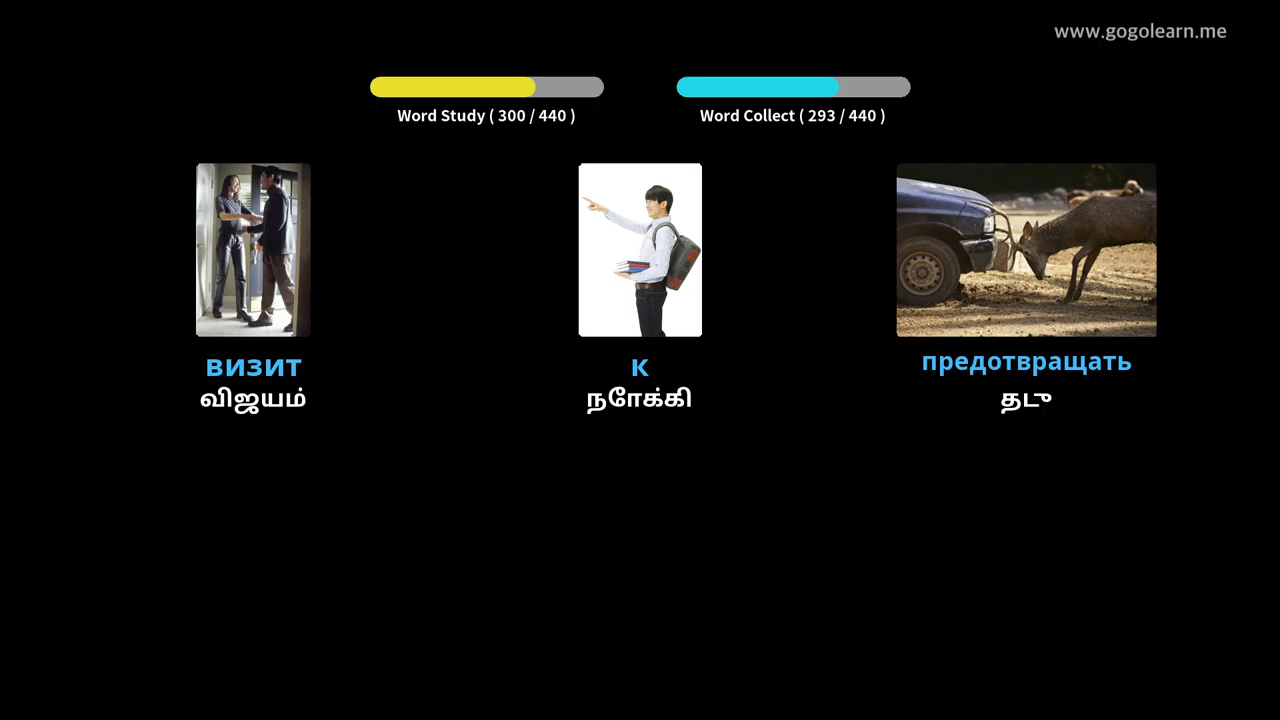 www.gogolearn.me
Word Study ( 300 / 440 )
Word Collect ( 293 / 440 )
визит
к
предотвращать
விஜயம்
நோக்கி
தடு